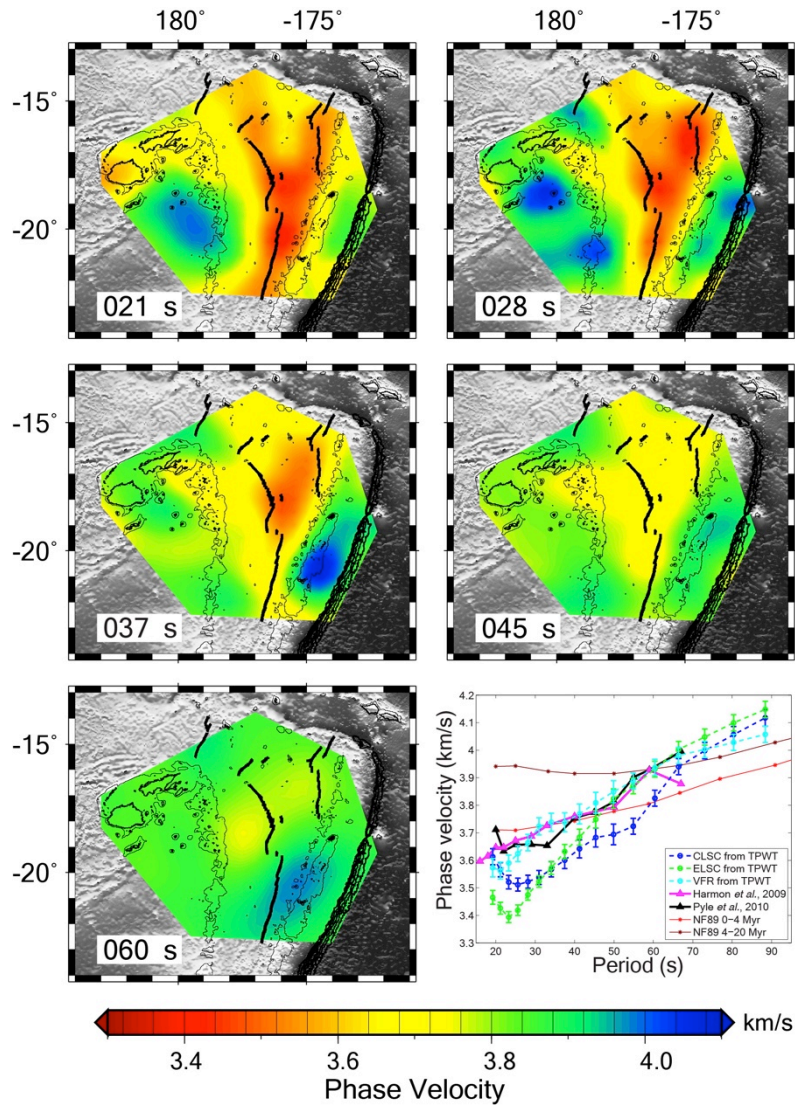 180° -175° 180° -175°
-15°
-20°
021 s 028 s
-15°
-20°
037 s 045 s
-15°
-20°
060 s
Phase velocity (km/s)
4.2
4.1
4
3.9
3.8
3.7
3.6
3.5
3.4
3.3
CLSC from TPWT
ELSC from TPWT
VFR from TPWT
Harmon et al., 2009
Pyle et al., 2010
NF89 0-4 Myr
NF89 4-20 Myr
20 30 40 50 60 70 80 90
Period (s)
km/s
3.4 3.6 3.8 4.0
Phase Velocity